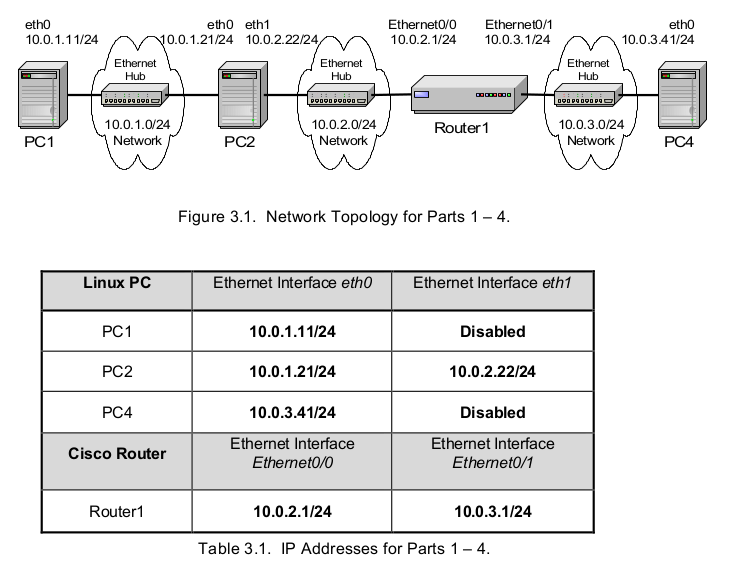 eth0
10.0.1.11/24
eth0
10.0.1.21/24
eth1
10.0.2.22/24
Ethernet0/0
10.0.2.1/24
Ethernet0/1
10.0.3.1/24
eth0
10.0.3.41/24
Ethernet
Hub
Ethernet
Hub
Ethernet
Hub
10.0.1.0/24
Network
10.0.2.0/24
Network
10.0.3.0/24
Network
PC1
PC2
Router1
PC4
Figure 3.1. Network Topology for Parts 1 – 4.
Linux PC
Ethernet Interface eth0
Ethernet Interface eth1
PC1
10.0.1.11/24
Disabled
PC2
10.0.1.21/24
10.0.2.22/24
PC4
10.0.3.41/24
Disabled
Cisco Router
Ethernet Interface
Ethernet0/0
Ethernet Interface
Ethernet0/1
Router1
10.0.2.1/24
10.0.3.1/24
Table 3.1. IP Addresses for Parts 1 – 4.